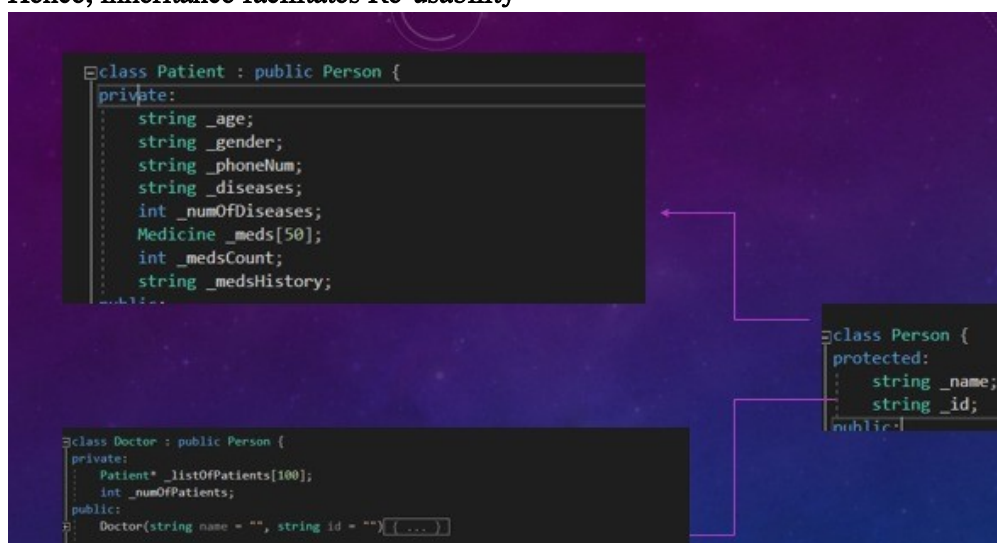 Hence, inheritance facilitates Re-usability
class Patient : public Person {
private:
string _age;
string _gender;
string _phoneNum;
string _diseases;
int _numOfDiseases;
Medicine _meds[50];
int _medsCount;
string _medsHistory;
public:
class Person {
protected:
string _name;
string _id;
public:
class Doctor : public Person {
private:
Patient* _listOfPatients[100];
int _numOfPatients;
public:
Doctor(string name = "", string id = ""){ ... }